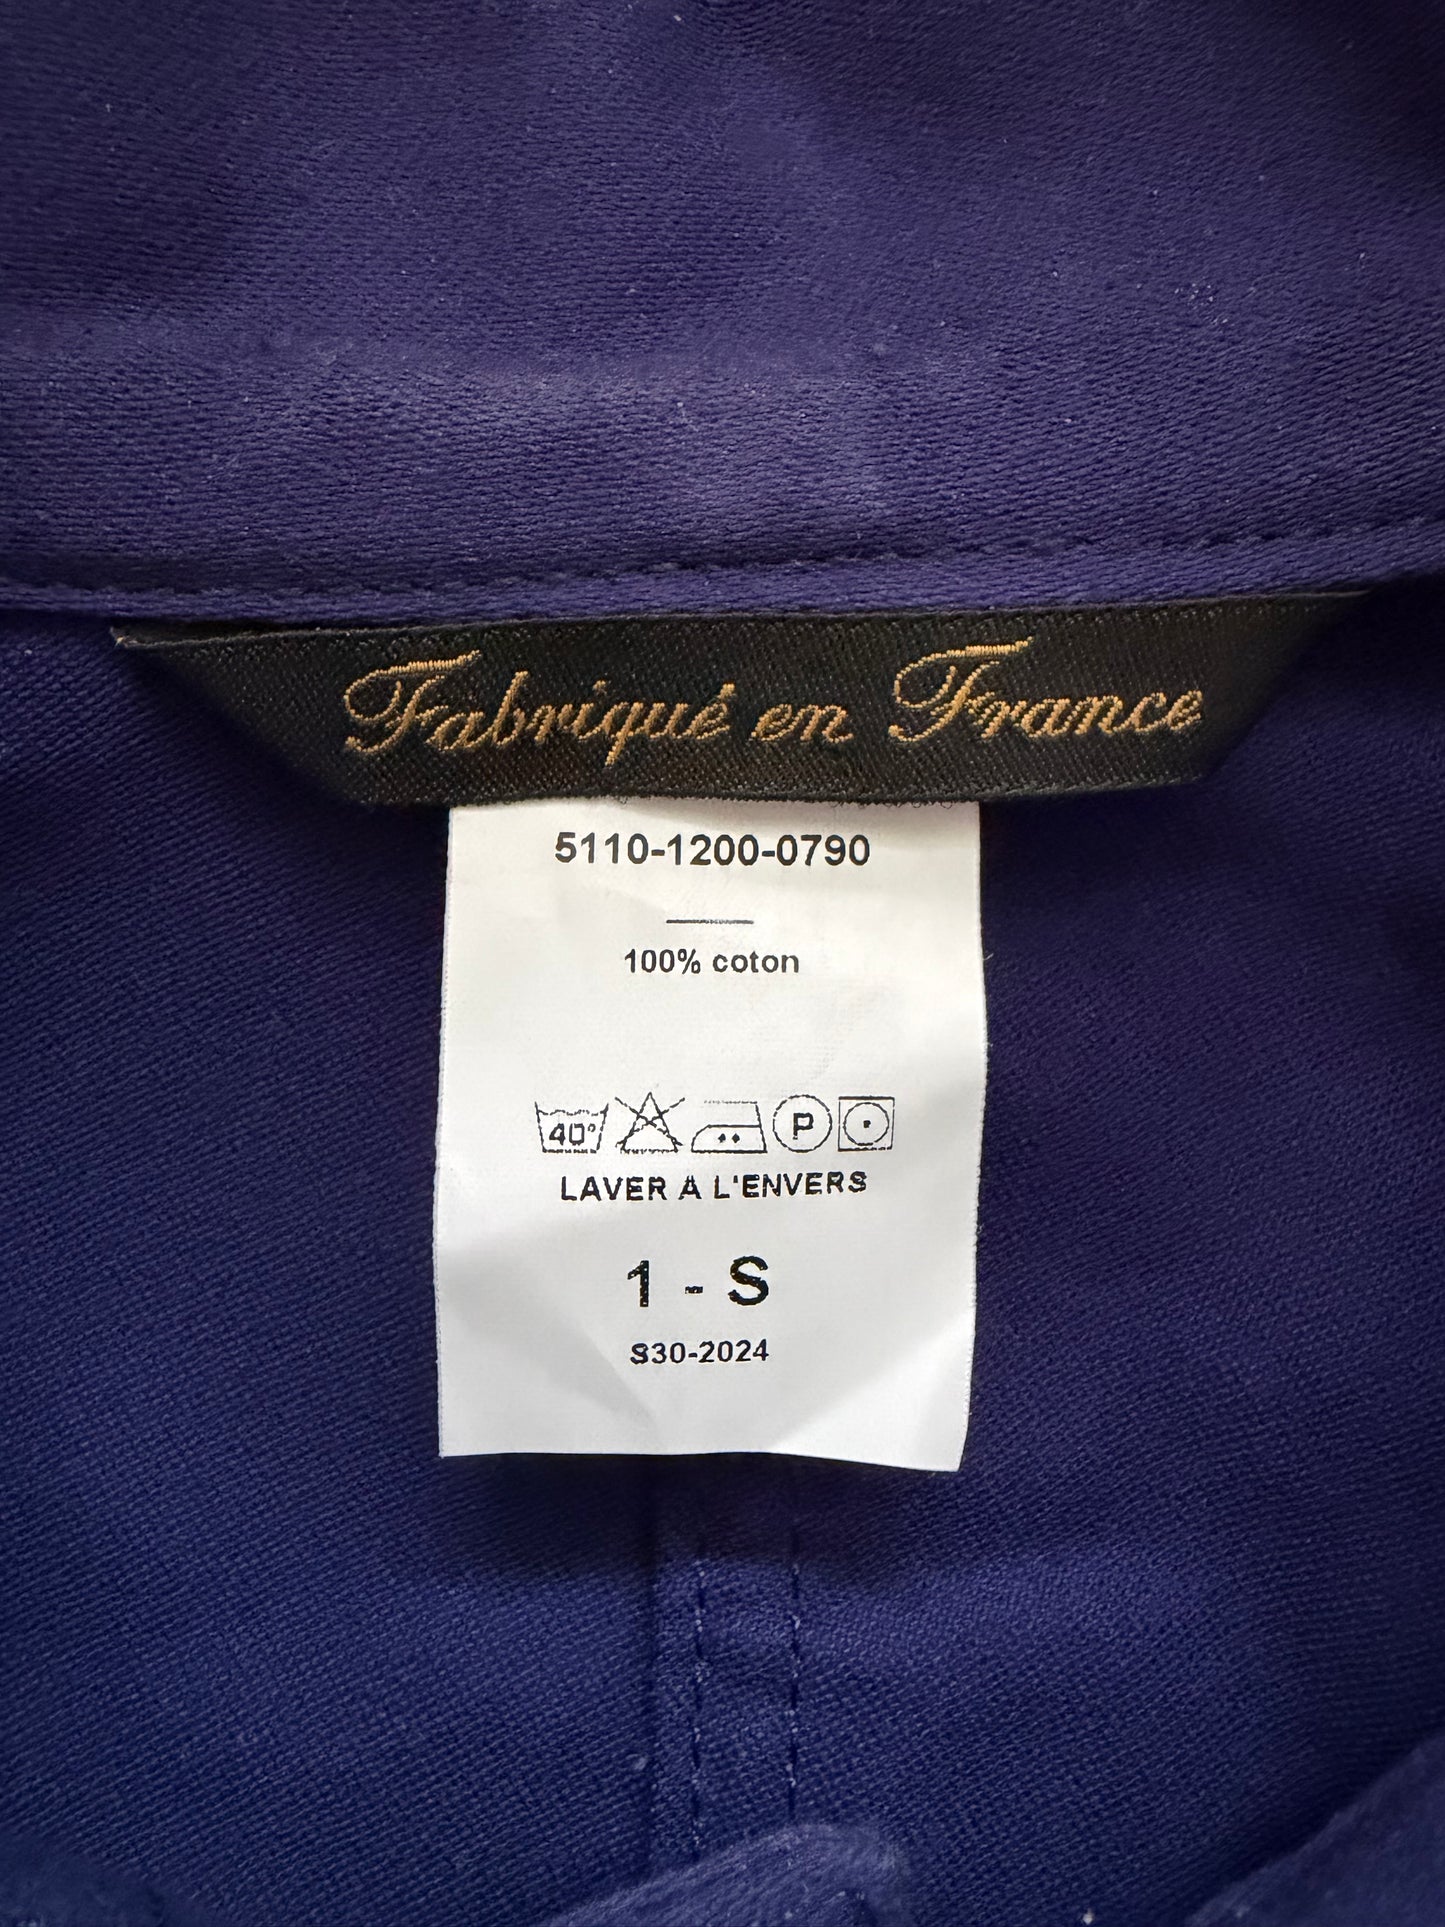 Fabriqué en France
5110-1200-0790
100% coton
40°
P
LAVER A L'ENVERS
1 - S
S30-2024